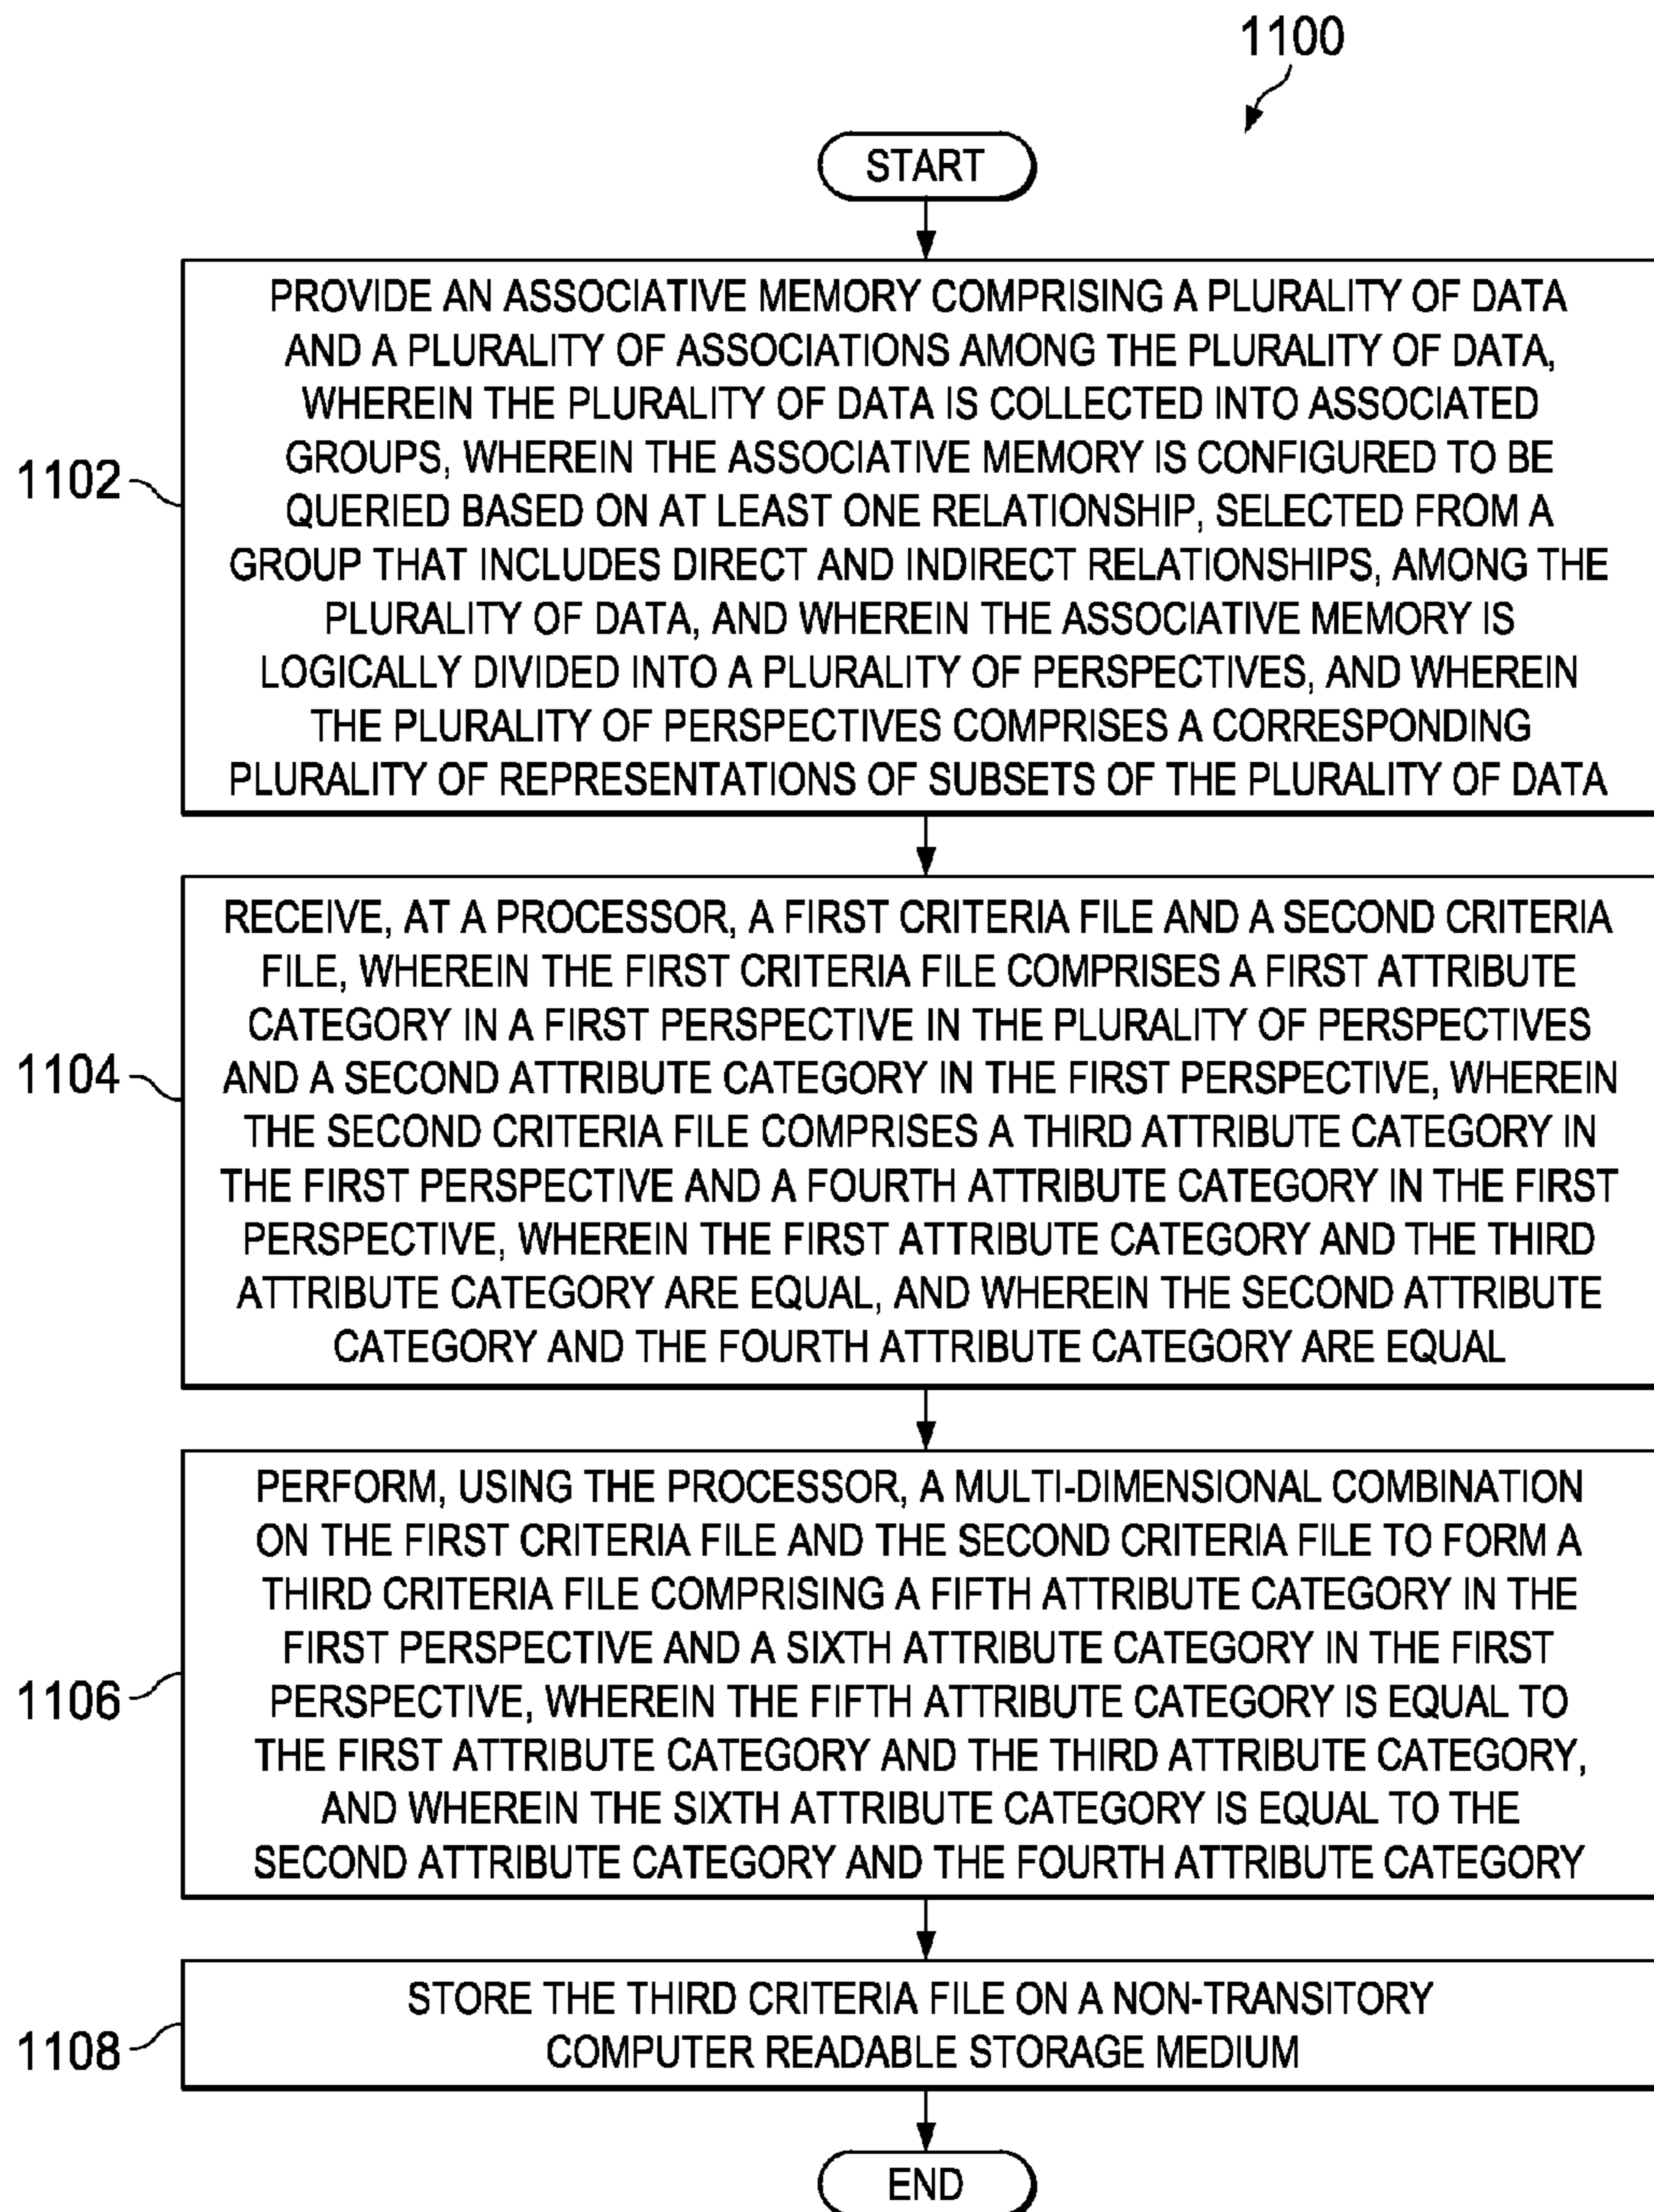 1100
START
1102
PROVIDE AN ASSOCIATIVE MEMORY COMPRISING A PLURALITY OF DATA
AND A PLURALITY OF ASSOCIATIONS AMONG THE PLURALITY OF DATA,
WHEREIN THE PLURALITY OF DATA IS COLLECTED INTO ASSOCIATED
GROUPS, WHEREIN THE ASSOCIATIVE MEMORY IS CONFIGURED TO BE
QUERIED BASED ON AT LEAST ONE RELATIONSHIP, SELECTED FROM A
GROUP THAT INCLUDES DIRECT AND INDIRECT RELATIONSHIPS, AMONG THE
PLURALITY OF DATA, AND WHEREIN THE ASSOCIATIVE MEMORY IS
LOGICALLY DIVIDED INTO A PLURALITY OF PERSPECTIVES, AND WHEREIN
THE PLURALITY OF PERSPECTIVES COMPRISES A CORRESPONDING
PLURALITY OF REPRESENTATIONS OF SUBSETS OF THE PLURALITY OF DATA
1104
RECEIVE, AT A PROCESSOR, A FIRST CRITERIA FILE AND A SECOND CRITERIA
FILE, WHEREIN THE FIRST CRITERIA FILE COMPRISES A FIRST ATTRIBUTE
CATEGORY IN A FIRST PERSPECTIVE IN THE PLURALITY OF PERSPECTIVES
AND A SECOND ATTRIBUTE CATEGORY IN THE FIRST PERSPECTIVE, WHEREIN
THE SECOND CRITERIA FILE COMPRISES A THIRD ATTRIBUTE CATEGORY IN
THE FIRST PERSPECTIVE AND A FOURTH ATTRIBUTE CATEGORY IN THE FIRST
PERSPECTIVE, WHEREIN THE FIRST ATTRIBUTE CATEGORY AND THE THIRD
ATTRIBUTE CATEGORY ARE EQUAL, AND WHEREIN THE SECOND ATTRIBUTE
CATEGORY AND THE FOURTH ATTRIBUTE CATEGORY ARE EQUAL
1106
PERFORM, USING THE PROCESSOR, A MULTI-DIMENSIONAL COMBINATION
ON THE FIRST CRITERIA FILE AND THE SECOND CRITERIA FILE TO FORM A
THIRD CRITERIA FILE COMPRISING A FIFTH ATTRIBUTE CATEGORY IN THE
FIRST PERSPECTIVE AND A SIXTH ATTRIBUTE CATEGORY IN THE FIRST
PERSPECTIVE, WHEREIN THE FIFTH ATTRIBUTE CATEGORY IS EQUAL TO
THE FIRST ATTRIBUTE CATEGORY AND THE THIRD ATTRIBUTE CATEGORY,
AND WHEREIN THE SIXTH ATTRIBUTE CATEGORY IS EQUAL TO THE
SECOND ATTRIBUTE CATEGORY AND THE FOURTH ATTRIBUTE CATEGORY
1108
STORE THE THIRD CRITERIA FILE ON A NON-TRANSITORY
COMPUTER READABLE STORAGE MEDIUM
END